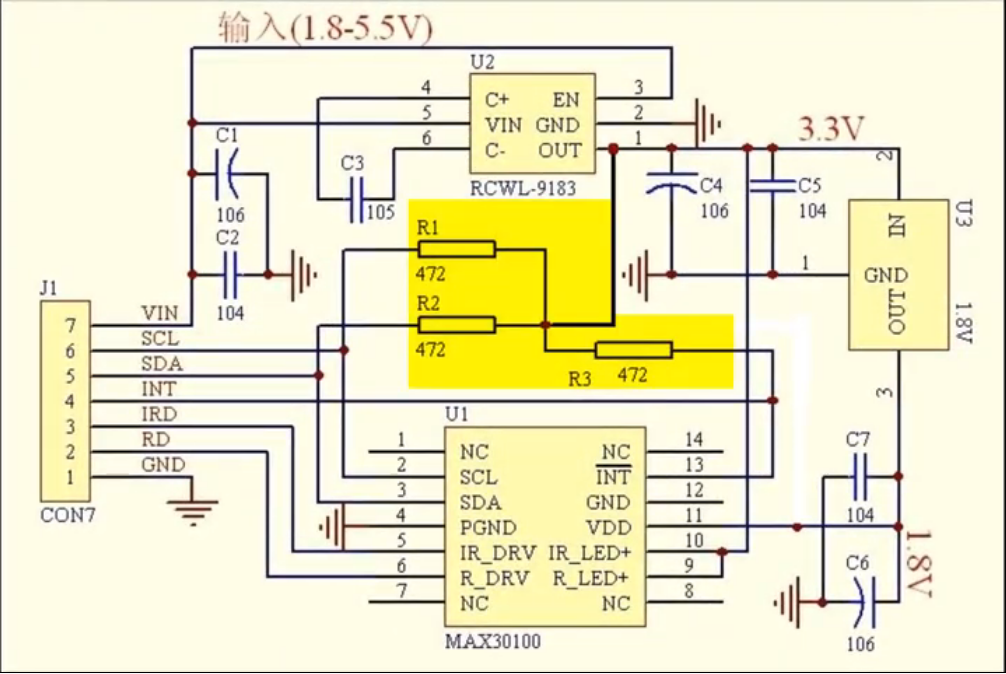 输入(1.8-5.5V)
U2
4 C+ EN 3
5 VIN GND 2
6 C- OUT 1
RCWL-9183
3.3V
C1
106
C2
104
C3
105
C4
106
C5
104
2
U3
IN
1 GND
OUT
1.8V
3
R1
472
R2
472
R3
472
J1
7 VIN
6 SCL
5 SDA
4 INT
3 IRD
2 RD
1 GND
CON7
U1
1 NC NC 14
2 SCL INT 13
3 SDA GND 12
4 PGND VDD 11
5 IR_DRV IR_LED+ 10
6 R_DRV R_LED+ 9
7 NC NC 8
MAX30100
C7
104
C6
106
1.8V